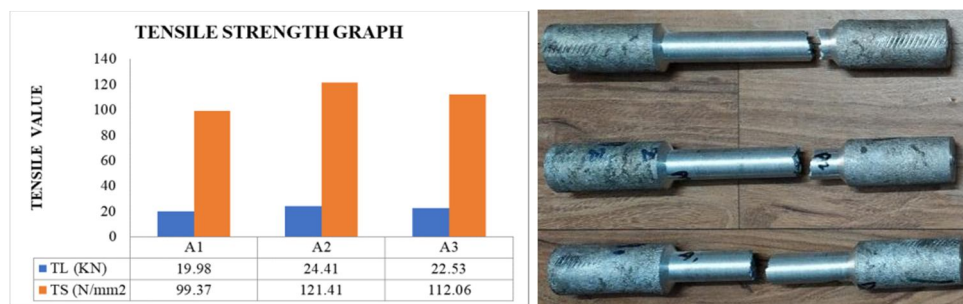 TENSILE STRENGTH GRAPH
TENSILE VALUE
140
120
100
80
60
40
20
0
A1 A2 A3
TL (KN) 19.98 24.41 22.53
TS (N/mm2 99.37 121.41 112.06